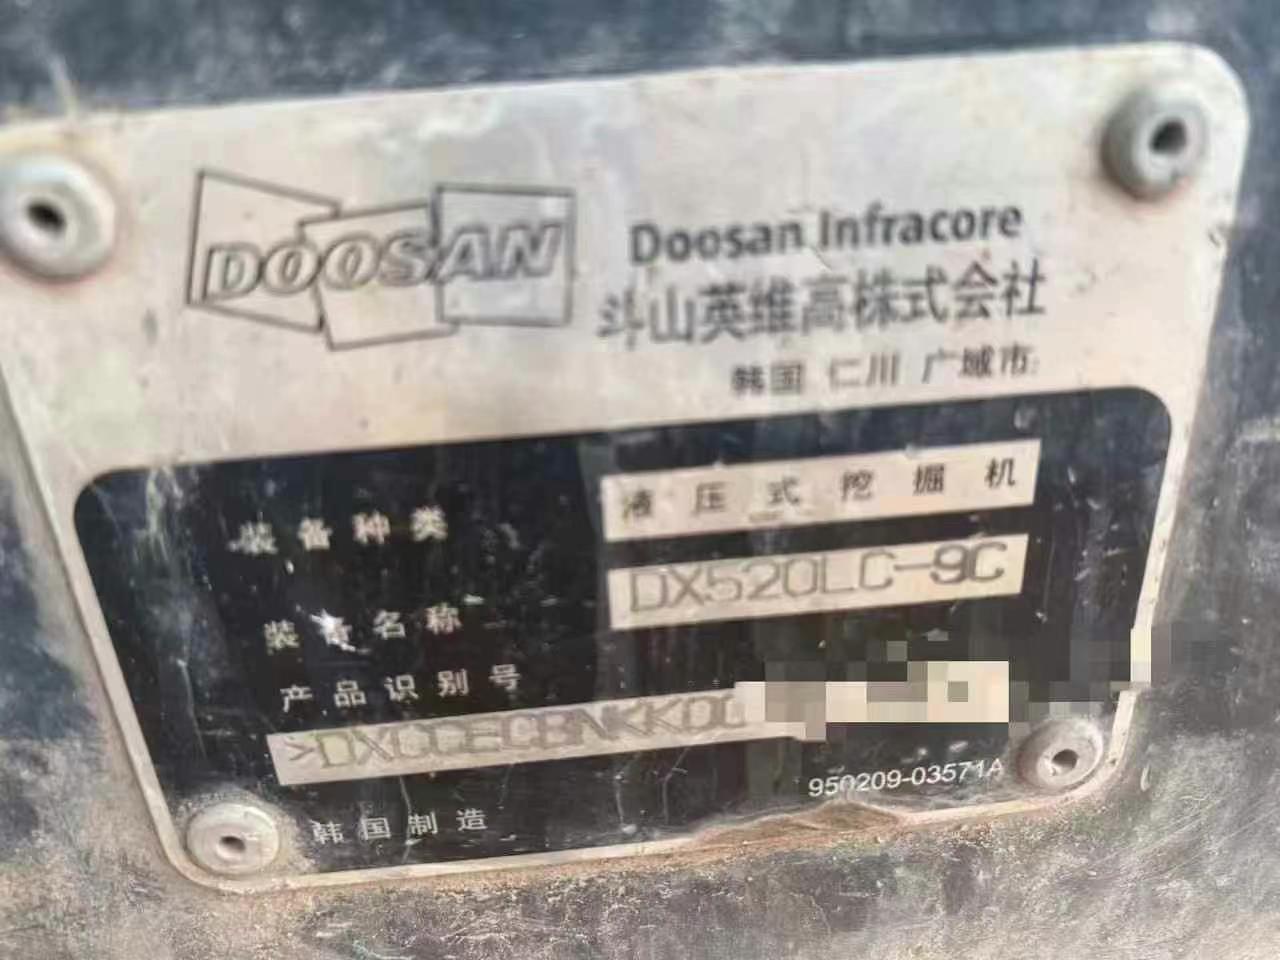 DOOSAN
Doosan Infracore
斗山英维高株式会社
韩国 仁川 广域市
装备种类 液压式挖掘机
装备名称 DX520LC-9C
产品识别号
>DXCCECBNKK00
950209-03571A
韩国制造